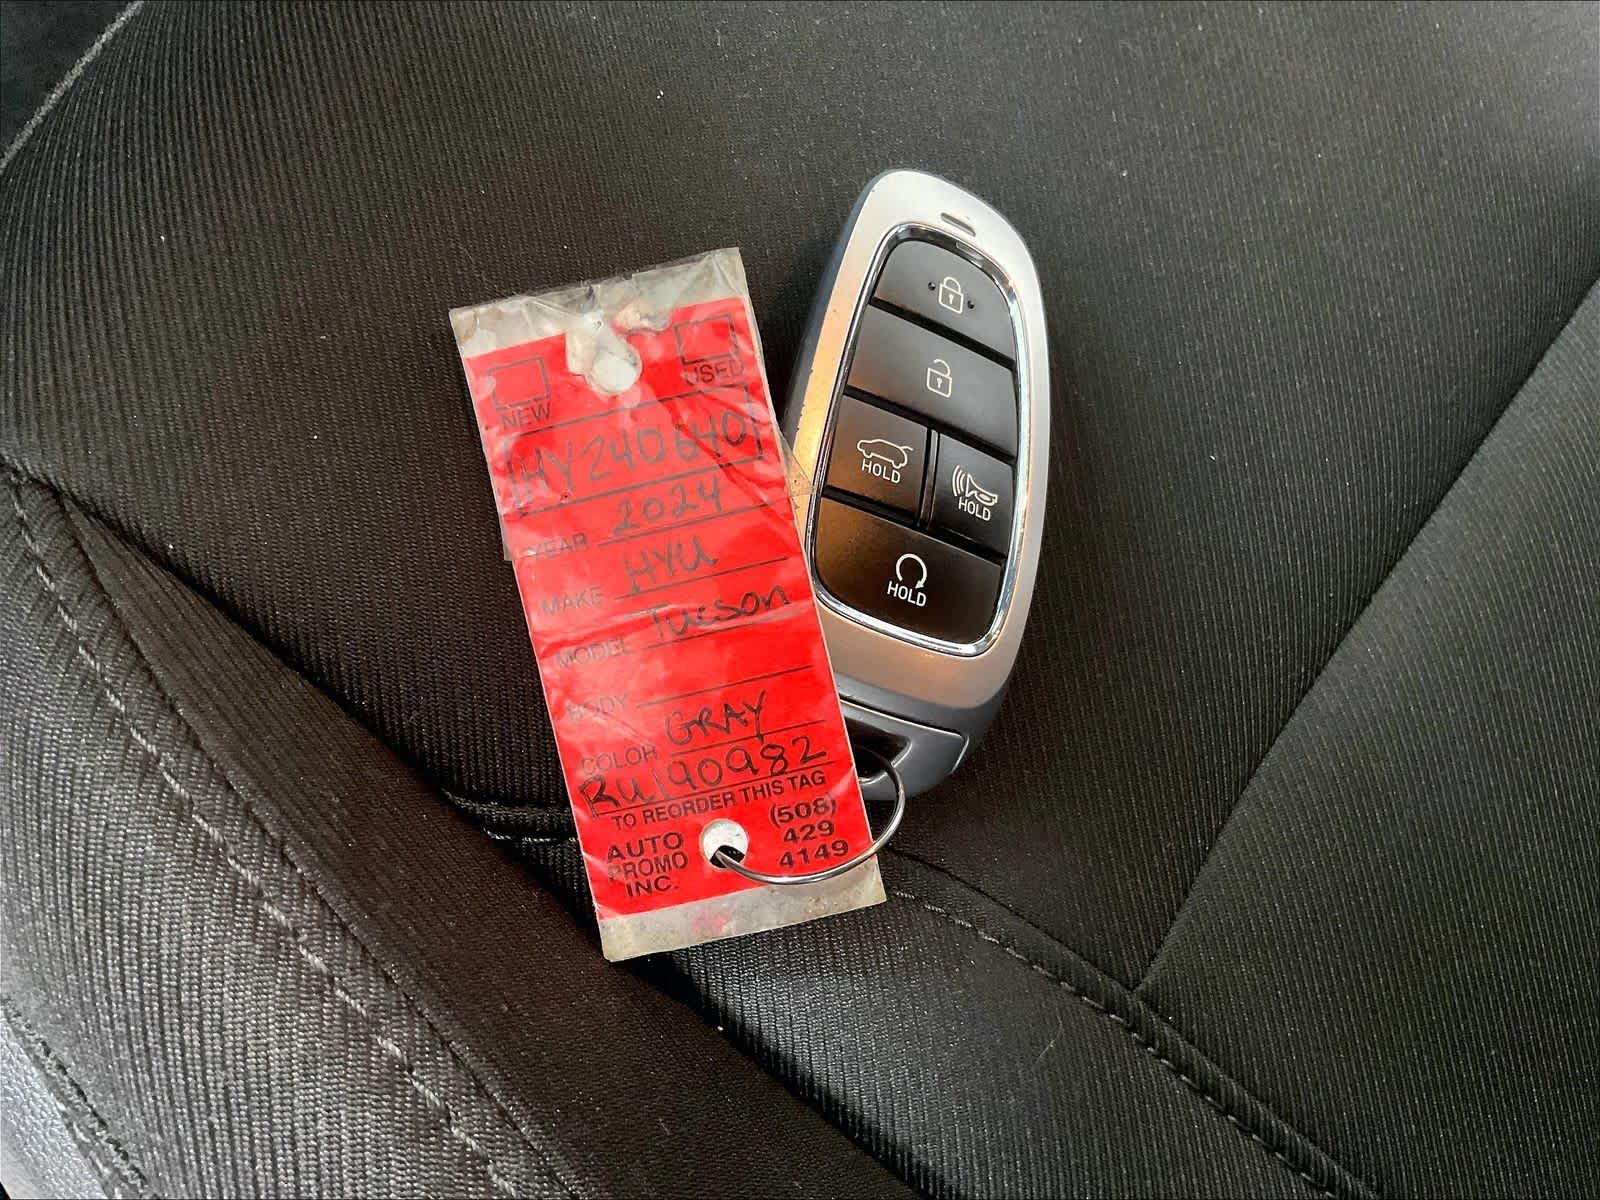 NEW USED
HY240640
YEAR 2024
MAKE HYU
MODEL Tucson
BODY
COLOR GRAY
RU190982
TO REORDER THIS TAG
AUTO PROMO INC.
(508) 429 4149
HOLD
HOLD
HOLD